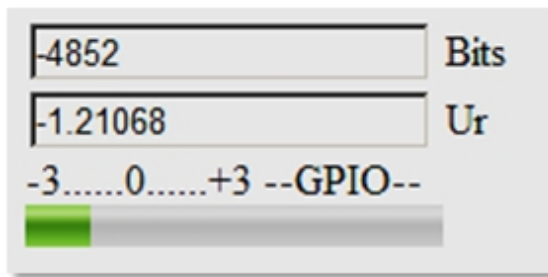 -4852 Bits
-1.21068 Ur
-3......0......+3 --GPIO--